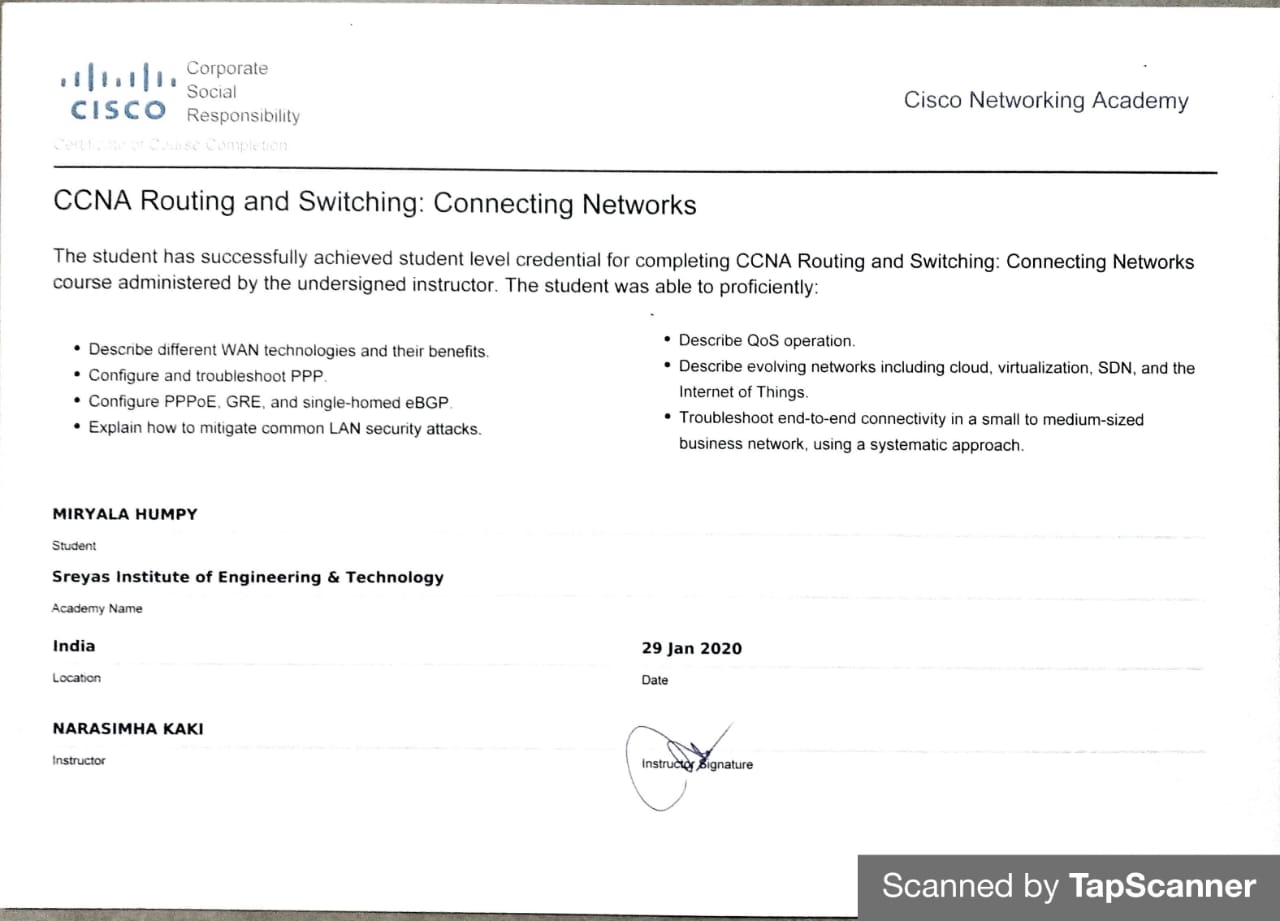 Corporate
Social
Responsibility
CISCO
Cisco Networking Academy
Certificate of Course Completion
CCNA Routing and Switching: Connecting Networks
The student has successfully achieved student level credential for completing CCNA Routing and Switching: Connecting Networks
course administered by the undersigned instructor. The student was able to proficiently:
• Describe different WAN technologies and their benefits.
• Configure and troubleshoot PPP.
• Configure PPPoE, GRE, and single-homed eBGP.
• Explain how to mitigate common LAN security attacks.
• Describe QoS operation.
• Describe evolving networks including cloud, virtualization, SDN, and the
Internet of Things.
• Troubleshoot end-to-end connectivity in a small to medium-sized
business network, using a systematic approach.
MIRYALA HUMPY
Student
Sreyas Institute of Engineering & Technology
Academy Name
India
Location
29 Jan 2020
Date
NARASIMHA KAKI
Instructor
Instructor Signature
Scanned by TapScanner